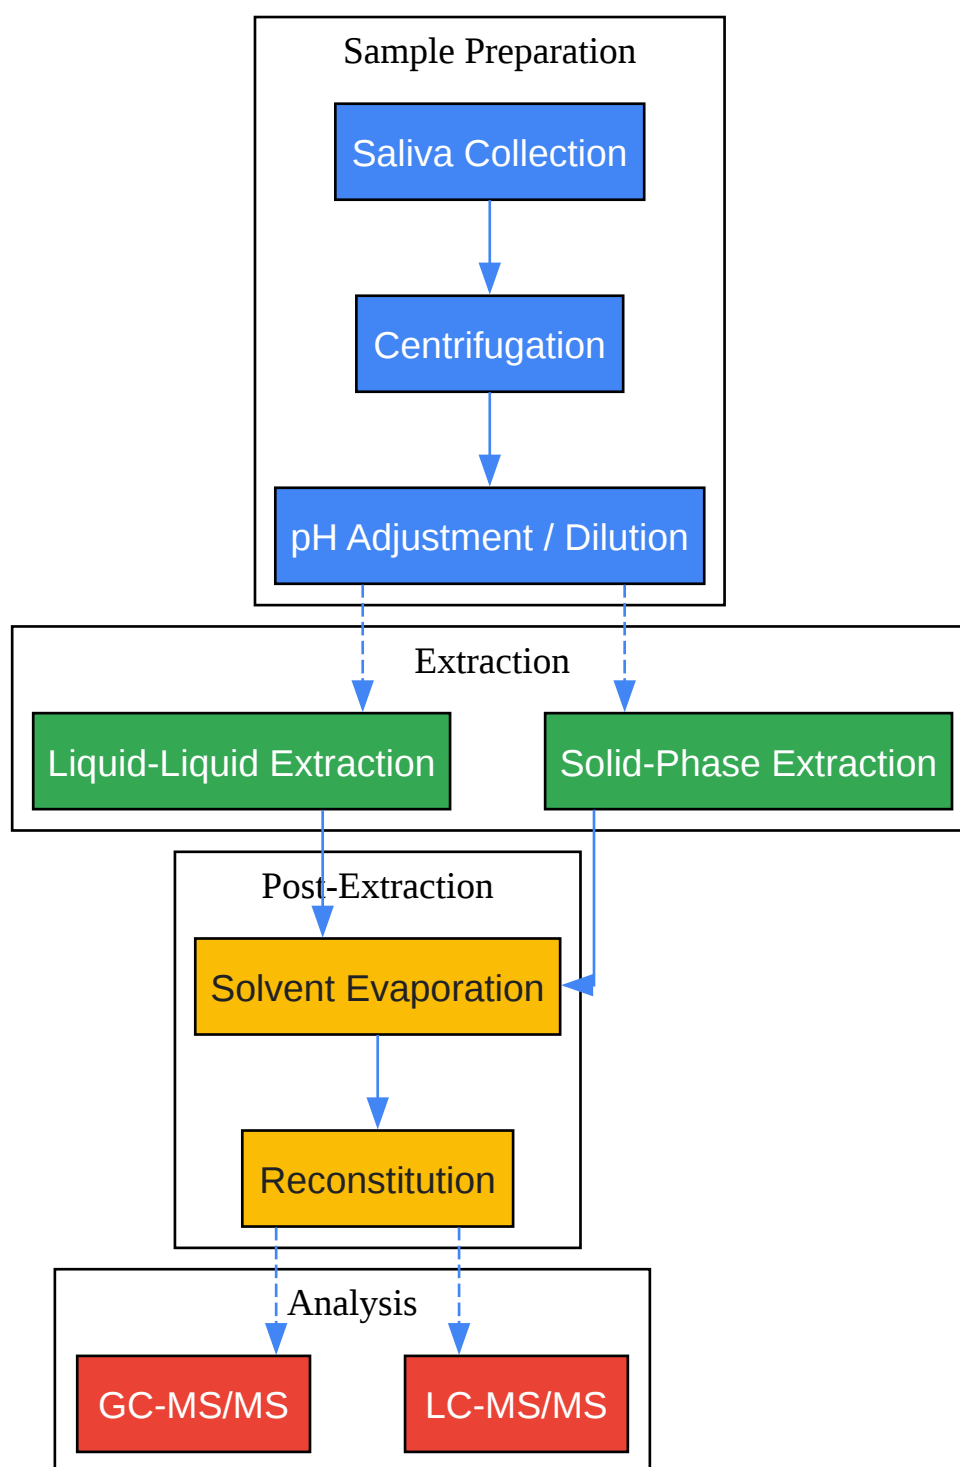 Sample Preparation
Saliva Collection
Centrifugation
pH Adjustment / Dilution
Extraction
Liquid-Liquid Extraction
Solid-Phase Extraction
Post-Extraction
Solvent Evaporation
Reconstitution
Analysis
GC-MS/MS
LC-MS/MS